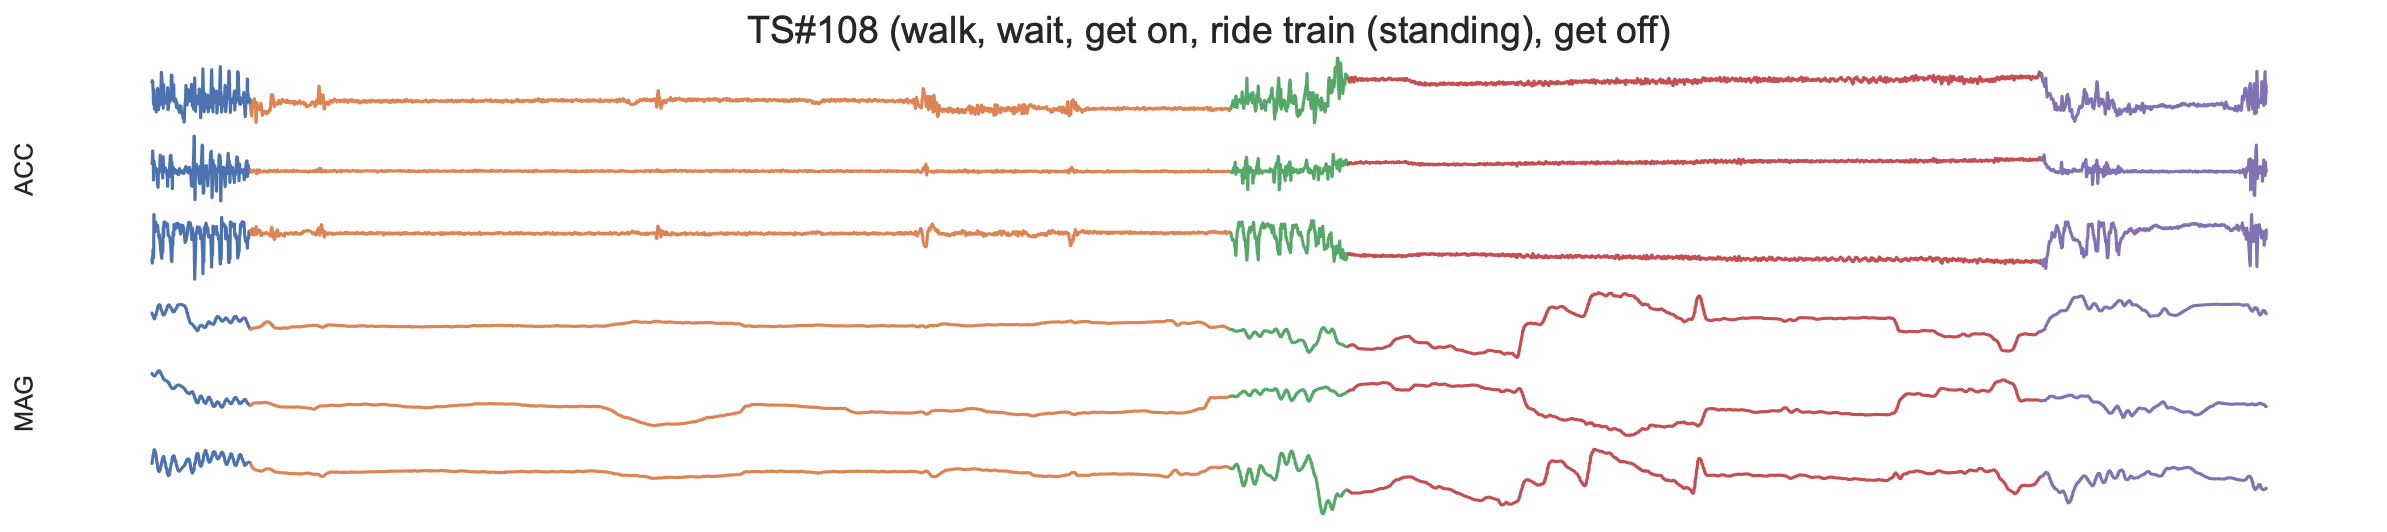 TS#108 (walk, wait, get on, ride train (standing), get off)
ACC
MAG